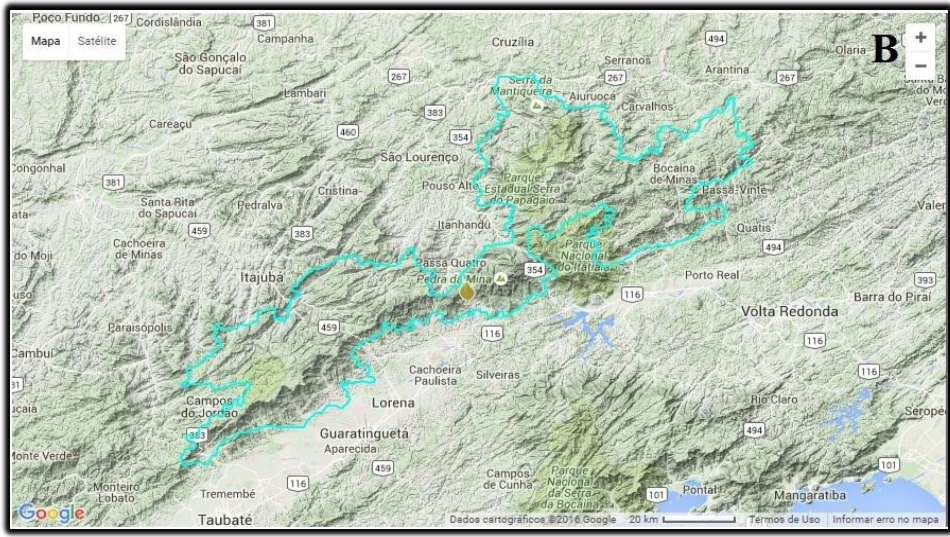 Poço Fundo
267
Cordislândia
381
Campanha
Cruzília
494
Olaria
B
+
−
Mapa
Satélite
São Gonçalo
do Sapucaí
267
Serranos
267
Arantina
267
Serra da
Mantiqueira
Aiuruoca
Carvalhos
Lambari
383
354
Careaçu
460
São Lourenço
Congonhal
381
Cristina
Pouso Alto
Parque
Estadual Serra
do Papagaio
Bocaina
de Minas
Passa-Vinte
Santa Rita
do Sapucaí
Pedralva
459
383
Itanhandu
Quatis
494
Cachoeira
de Minas
do Moji
Itajubá
Passa Quatro
Pedra da Mina
354
Parque
Nacional
do Itatiaia
Porto Real
393
Barra do Piraí
116
Volta Redonda
Paraisópolis
459
116
116
Cambuí
Cachoeira
Paulista
Silveiras
116
Campos
do Jordão
Lorena
Rio Claro
383
Guaratinguetá
Aparecida
494
Monte Verde
459
Monteiro
Lobato
116
Tremembé
Campos
de Cunha
Parque
Nacional
da Serra
da Bocaina
101
Pontal
101
Mangaratiba
Google
Taubaté
Dados cartográficos ©2016 Google
20 km
Termos de Uso
Informar erro no mapa